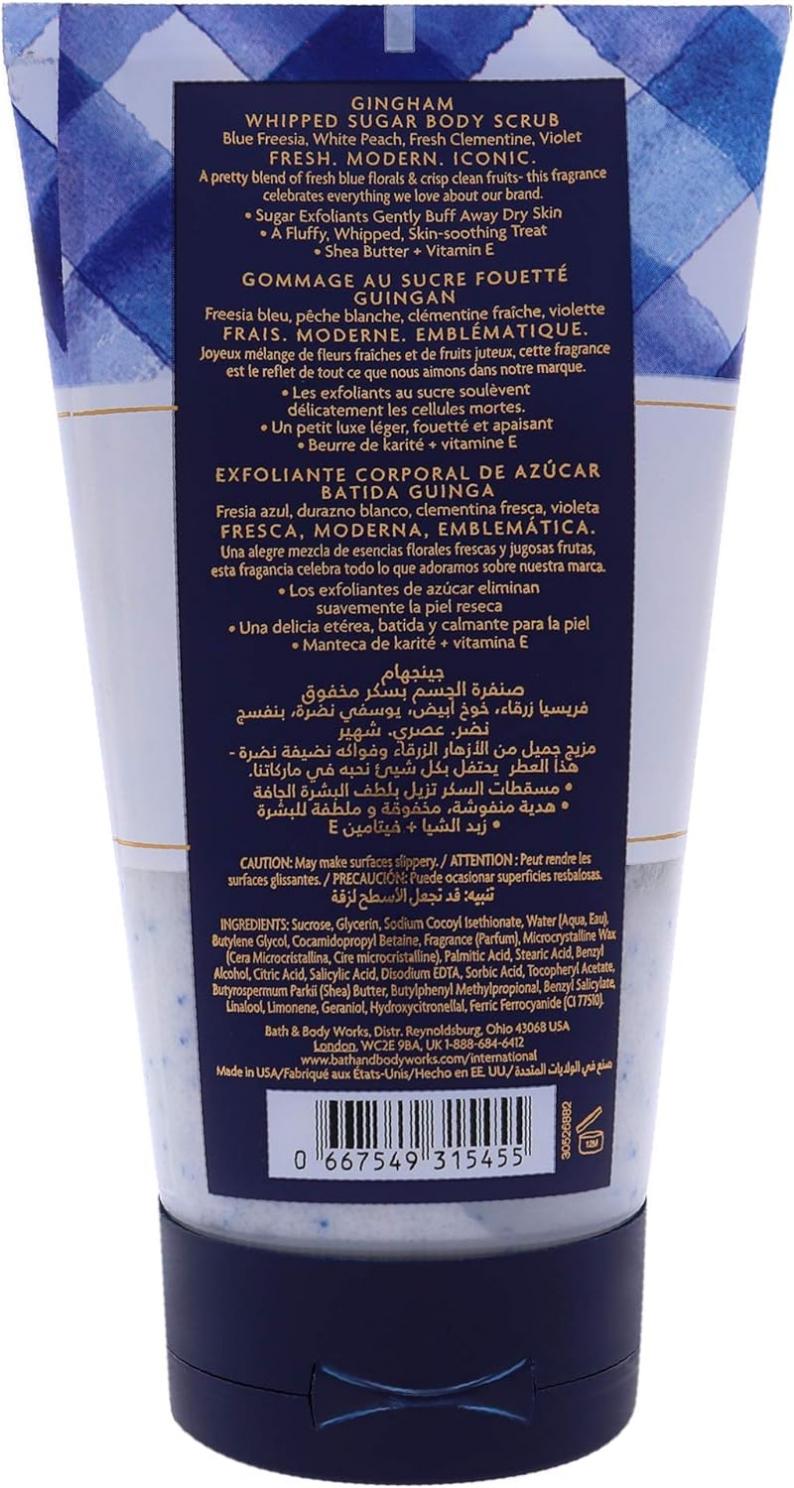 GINGHAM
WHIPPED SUGAR BODY SCRUB
Blue Freesia, White Peach, Fresh Clementine, Violet
FRESH. MODERN. ICONIC.
A pretty blend of fresh blue florals & crisp clean fruits- this fragrance
celebrates everything we love about our brand.
• Sugar Exfoliants Gently Buff Away Dry Skin
• A Fluffy, Whipped, Skin-soothing Treat
• Shea Butter + Vitamin E
GOMMAGE AU SUCRE FOUETTÉ
GUINGAN
Freesia bleu, pêche blanche, clémentine fraîche, violette
FRAIS. MODERNE. EMBLÉMATIQUE.
Joyeux mélange de fleurs fraîches et de fruits juteux, cette fragrance
est le reflet de tout ce que nous aimons dans notre marque.
• Les exfoliants au sucre soulèvent
délicatement les cellules mortes.
• Un petit luxe léger, fouetté et apaisant
• Beurre de karité + vitamine E
EXFOLIANTE CORPORAL DE AZÚCAR
BATIDA GUINGA
Fresia azul, durazno blanco, clementina fresca, violeta
FRESCA, MODERNA, EMBLEMÁTICA.
Una alegre mezcla de esencias florales frescas y jugosas frutas,
esta fragancia celebra todo lo que adoramos sobre nuestra marca.
• Los exfoliantes de azúcar eliminan
suavemente la piel reseca
• Una delicia etérea, batida y calmante para la piel
• Manteca de karité + vitamina E
جينجهام
صنفرة الجسم بسكر مخفوق
فريسيا زرقاء، خوخ أبيض، يوسفي نضرة، بنفسج
نضر. عصري. شهير
مزيج جميل من الأزهار الزرقاء وفواكه نضيفة نضرة -
هذا العطر يحتفل بكل شيئ نحبه في ماركاتنا.
• مسقطات السكر تزيل بلطف البشرة الجافة
• هدية منفوشة، مخفوقة و ملطفة للبشرة
• زبد الشيا + فيتامين E
CAUTION: May make surfaces slippery. / ATTENTION : Peut rendre les
surfaces glissantes. / PRECAUCIÓN: Puede ocasionar superficies resbalosas.
تنبيه: قد تجعل الأسطح لزقة
INGREDIENTS: Sucrose, Glycerin, Sodium Cocoyl Isethionate, Water (Aqua, Eau),
Butylene Glycol, Cocamidopropyl Betaine, Fragrance (Parfum), Microcrystalline Wax
(Cera Microcristallina, Cire microcristalline), Palmitic Acid, Stearic Acid, Benzyl
Alcohol, Citric Acid, Salicylic Acid, Disodium EDTA, Sorbic Acid, Tocopheryl Acetate,
Butyrospermum Parkii (Shea) Butter, Butylphenyl Methylpropional, Benzyl Salicylate,
Linalool, Limonene, Geraniol, Hydroxycitronellal, Ferric Ferrocyanide (CI 77510).
Bath & Body Works, Distr. Reynoldsburg, Ohio 43068 USA
London, WC2E 9BA, UK 1-888-684-6412
www.bathandbodyworks.com/international
Made in USA/Fabriqué aux États-Unis/Hecho en EE. UU./صنع في الولايات المتحدة
0 667549 315455
30526882
12M